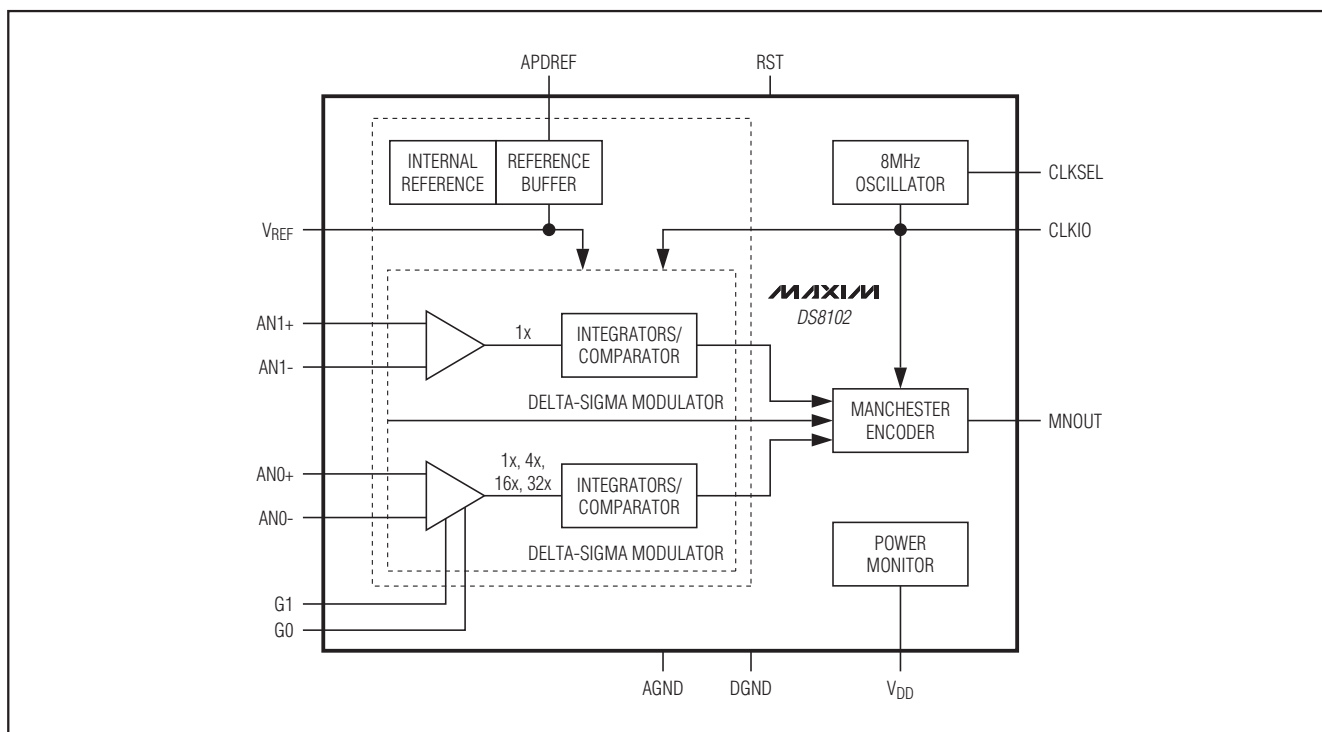 APDREF
RST
INTERNAL
REFERENCE
REFERENCE
BUFFER
8MHz
OSCILLATOR
CLKSEL
VREF
CLKIO
MAXIM
DS8102
AN1+
AN1-
1x
INTEGRATORS/
COMPARATOR
DELTA-SIGMA MODULATOR
MANCHESTER
ENCODER
MNOUT
AN0+
AN0-
1x, 4x,
16x, 32x
INTEGRATORS/
COMPARATOR
DELTA-SIGMA MODULATOR
POWER
MONITOR
G1
G0
AGND
DGND
VDD